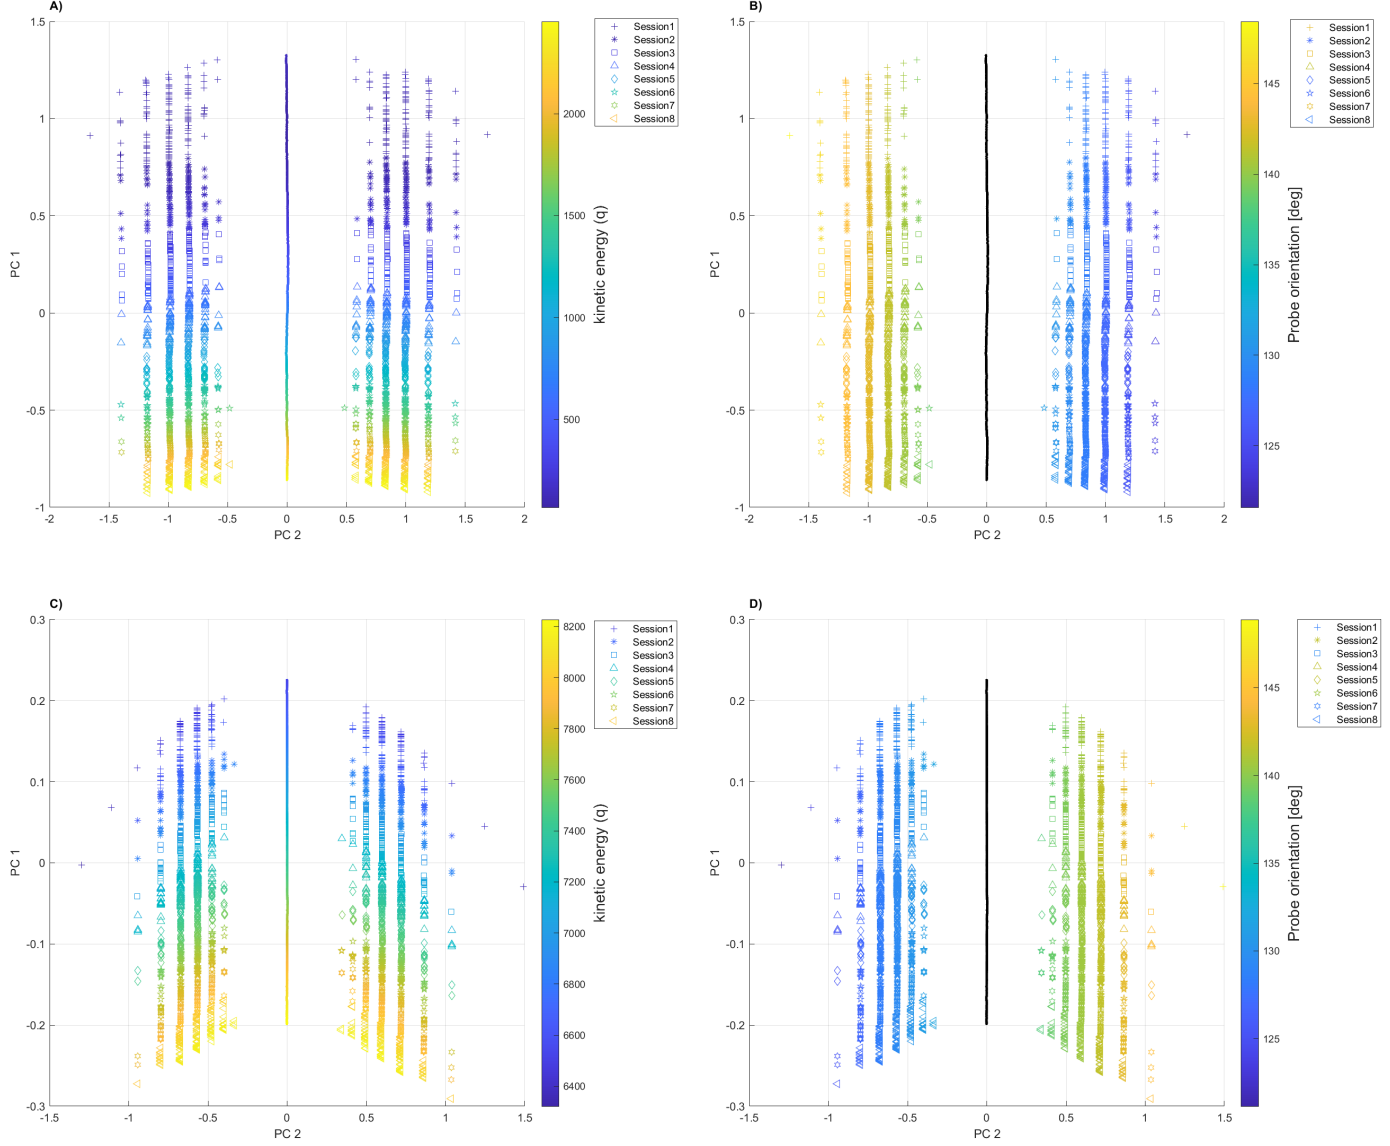 A)
1.5
1
0.5
0
-0.5
-1
PC 1
-2
-1.5
-1
-0.5
0
0.5
1
1.5
2
PC 2
2000
1500
1000
500
kinetic energy (q)
Session1
Session2
Session3
Session4
Session5
Session6
Session7
Session8
B)
1.5
1
0.5
0
-0.5
-1
PC 1
-2
-1.5
-1
-0.5
0
0.5
1
1.5
2
PC 2
145
140
135
130
125
Probe orientation [deg]
Session1
Session2
Session3
Session4
Session5
Session6
Session7
Session8
C)
0.3
0.2
0.1
0
-0.1
-0.2
-0.3
PC 1
-1.5
-1
-0.5
0
0.5
1
1.5
PC 2
8200
8000
7800
7600
7400
7200
7000
6800
6600
6400
kinetic energy (q)
Session1
Session2
Session3
Session4
Session5
Session6
Session7
Session8
D)
0.3
0.2
0.1
0
-0.1
-0.2
-0.3
PC 1
-1.5
-1
-0.5
0
0.5
1
1.5
PC 2
145
140
135
130
125
Probe orientation [deg]
Session1
Session2
Session3
Session4
Session5
Session6
Session7
Session8